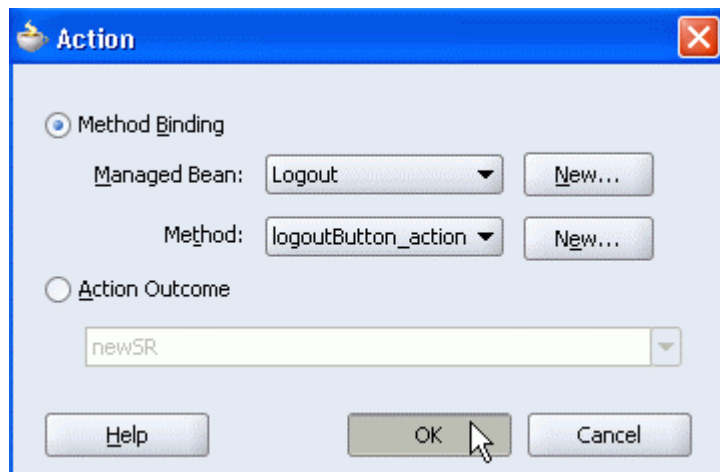 Action
Method Binding
Managed Bean: Logout New...
Method: logoutButton_action New...
Action Outcome
newSR
Help OK Cancel